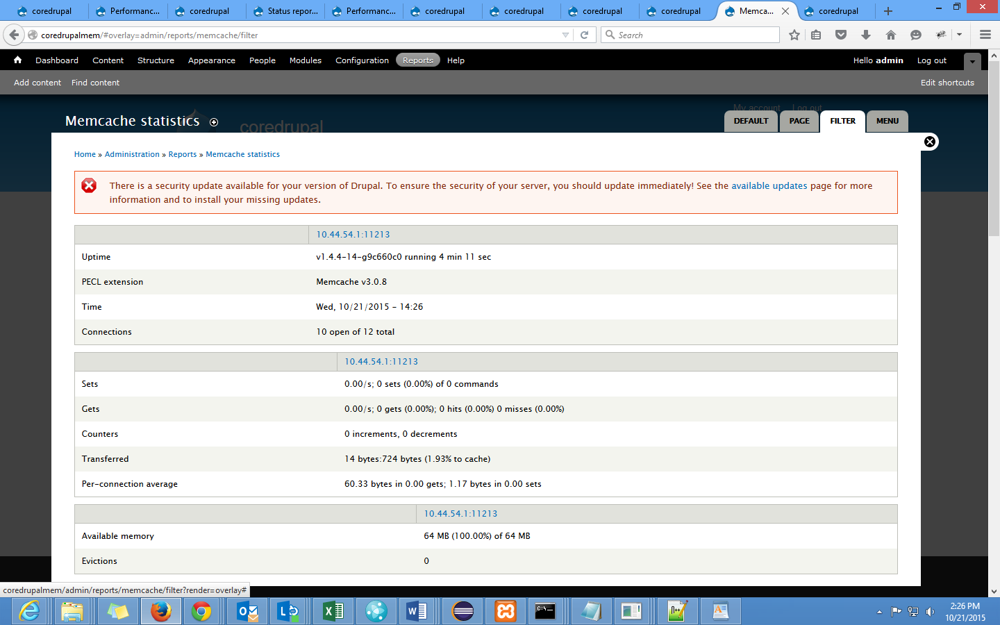 coredrupal
Performanc...
coredrupal
Status repor...
Performanc...
coredrupal
coredrupal
coredrupal
coredrupal
Memca...
coredrupal
coredrupalmem/#overlay=admin/reports/memcache/filter
Search
Dashboard Content Structure Appearance People Modules Configuration Reports Help Hello admin Log out
Add content Find content Edit shortcuts
My account Log out
Memcache statistics
coredrupal
DEFAULT PAGE FILTER MENU
Home » Administration » Reports » Memcache statistics
There is a security update available for your version of Drupal. To ensure the security of your server, you should update immediately! See the available updates page for more
information and to install your missing updates.
10.44.54.1:11213
Uptime v1.4.4-14-g9c660c0 running 4 min 11 sec
PECL extension Memcache v3.0.8
Time Wed, 10/21/2015 - 14:26
Connections 10 open of 12 total
10.44.54.1:11213
Sets 0.00/s; 0 sets (0.00%) of 0 commands
Gets 0.00/s; 0 gets (0.00%); 0 hits (0.00%) 0 misses (0.00%)
Counters 0 increments, 0 decrements
Transferred 14 bytes:724 bytes (1.93% to cache)
Per-connection average 60.33 bytes in 0.00 gets; 1.17 bytes in 0.00 sets
10.44.54.1:11213
Available memory 64 MB (100.00%) of 64 MB
Evictions 0
coredrupalmem/admin/reports/memcache/filter?render=overlay#
2:26 PM
10/21/2015